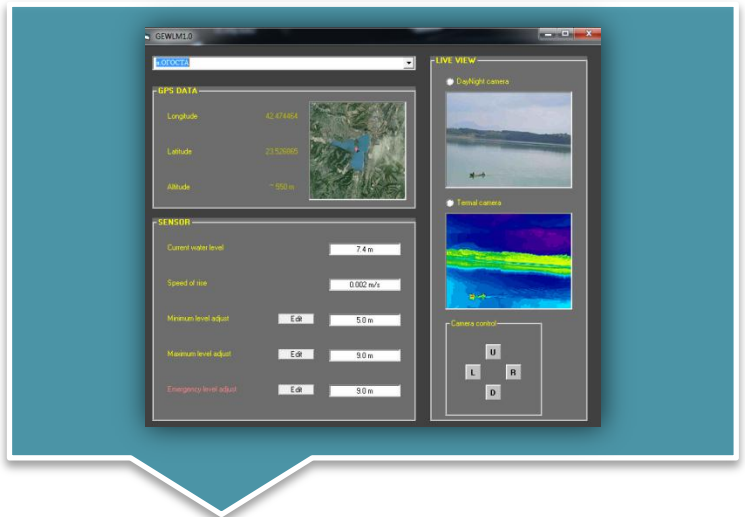 GEWLM1.0
я.ОГОСТА
GPS DATA
Longitude 42.474464
Latitude 23.526865
Altitude ~ 550 m
SENSOR
Current water level 7.4 m
Speed of rise 0.002 m/s
Minimum level adjust Edit 5.0 m
Maximum level adjust Edit 9.0 m
Emergency level adjust Edit 9.0 m
LIVE VIEW
DayNight camera
Termal camera
Camera control
U
L R
D